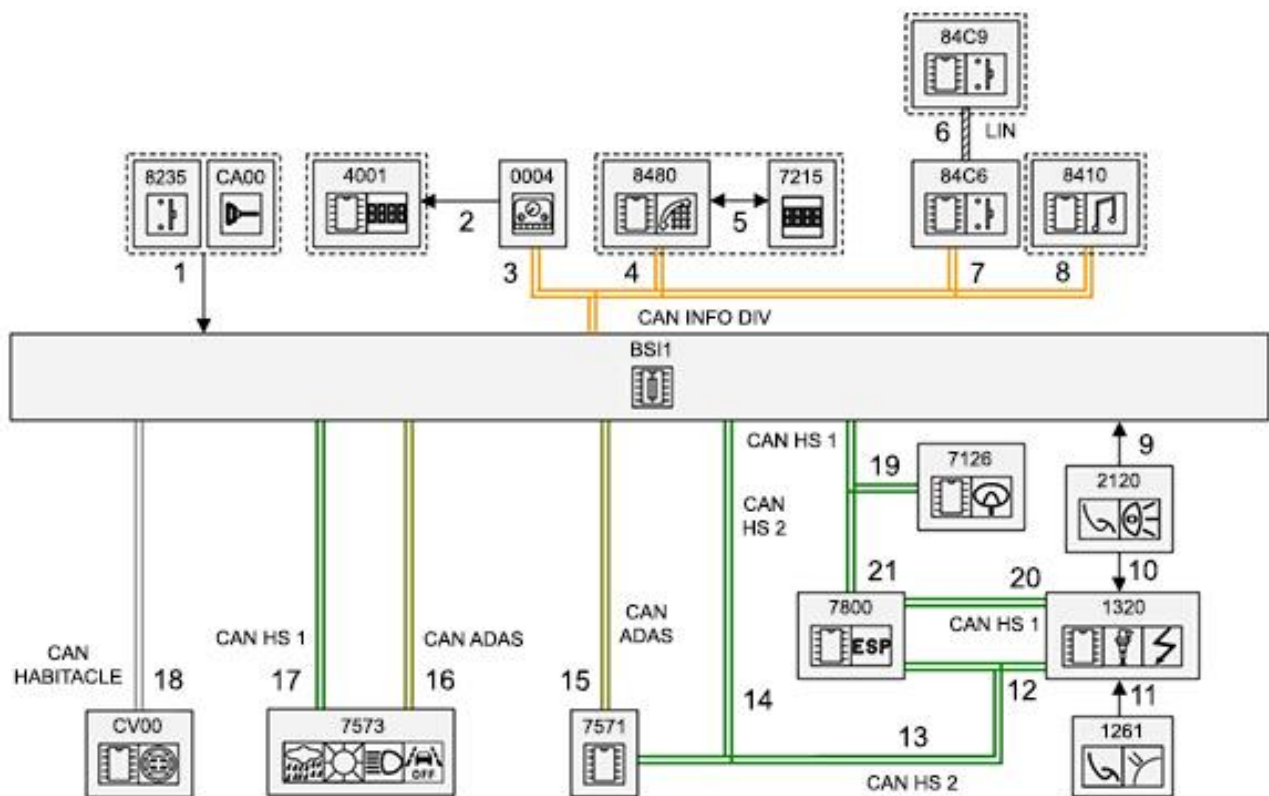 84C9
6 LIN
8235 CA00 4001 0004 8480 7215 84C6 8410
8888 8888
1 2 3 4 5 7 8
CAN INFO DIV
BSI1
CAN HS 1
19 7126
9
2120
CAN
HS 2
10
21 20
7800 1320
ESP
CAN HS 1
CAN
ADAS
CAN HS 1 CAN ADAS
CAN
HABITACLE
18 17 16 15 14 12 11
CV00 7573 7571 13 1261
OFF
CAN HS 2